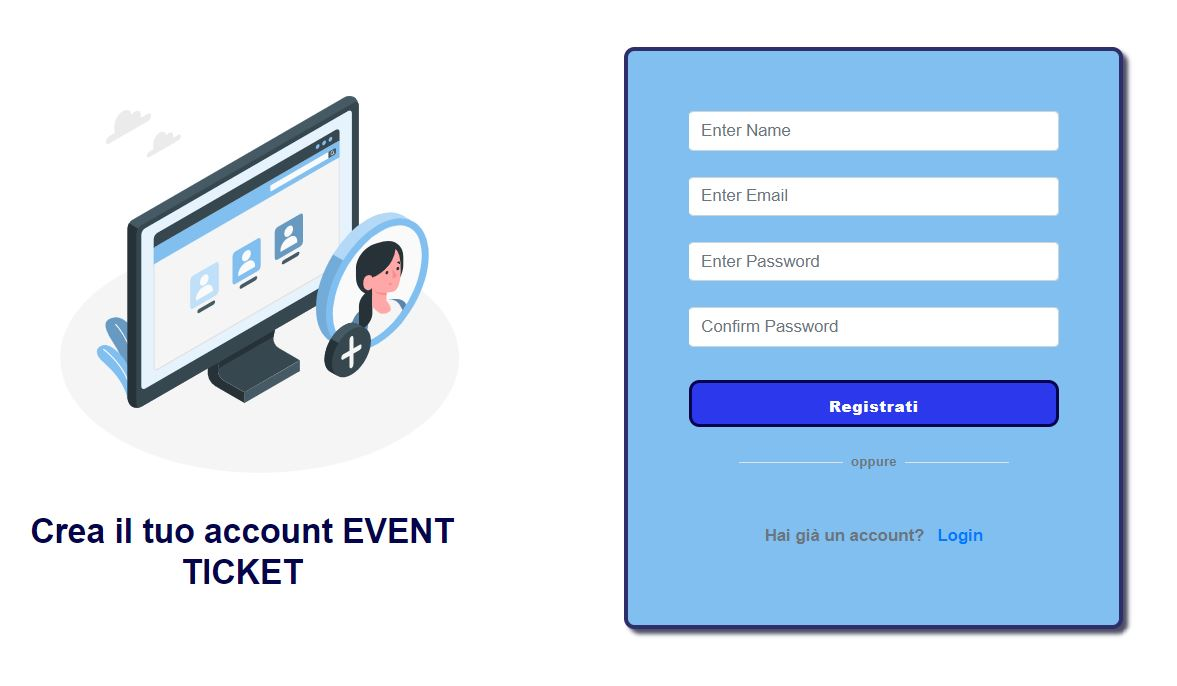 Enter Name
Enter Email
Enter Password
Confirm Password
Registrati
oppure
Hai già un account? Login
Crea il tuo account EVENT
TICKET